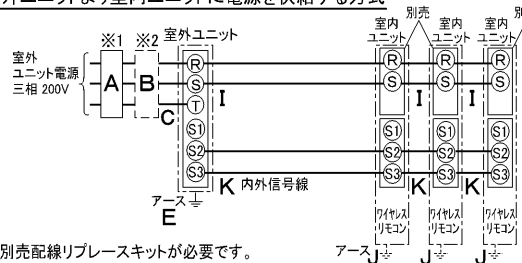 外ユニットより室内ユニットに電源を供給する方式
別売
別
※1 ※2 室外ユニット
室内
ユニット
室内
ユニット
室内
ユニット
室外
ユニット電源
三相 200V
A B C
R
S
T
S1
S2
S3
I I I
R
S
S1
S2
S3
R
S
S1
S2
S3
R
S
S1
S2
S3
K 内外信号線 K K
アース
E
ワイヤレス
リモコン
ワイヤレス
リモコン
ワイヤレス
リモコン
別売配線リプレースキットが必要です。
アース J J J